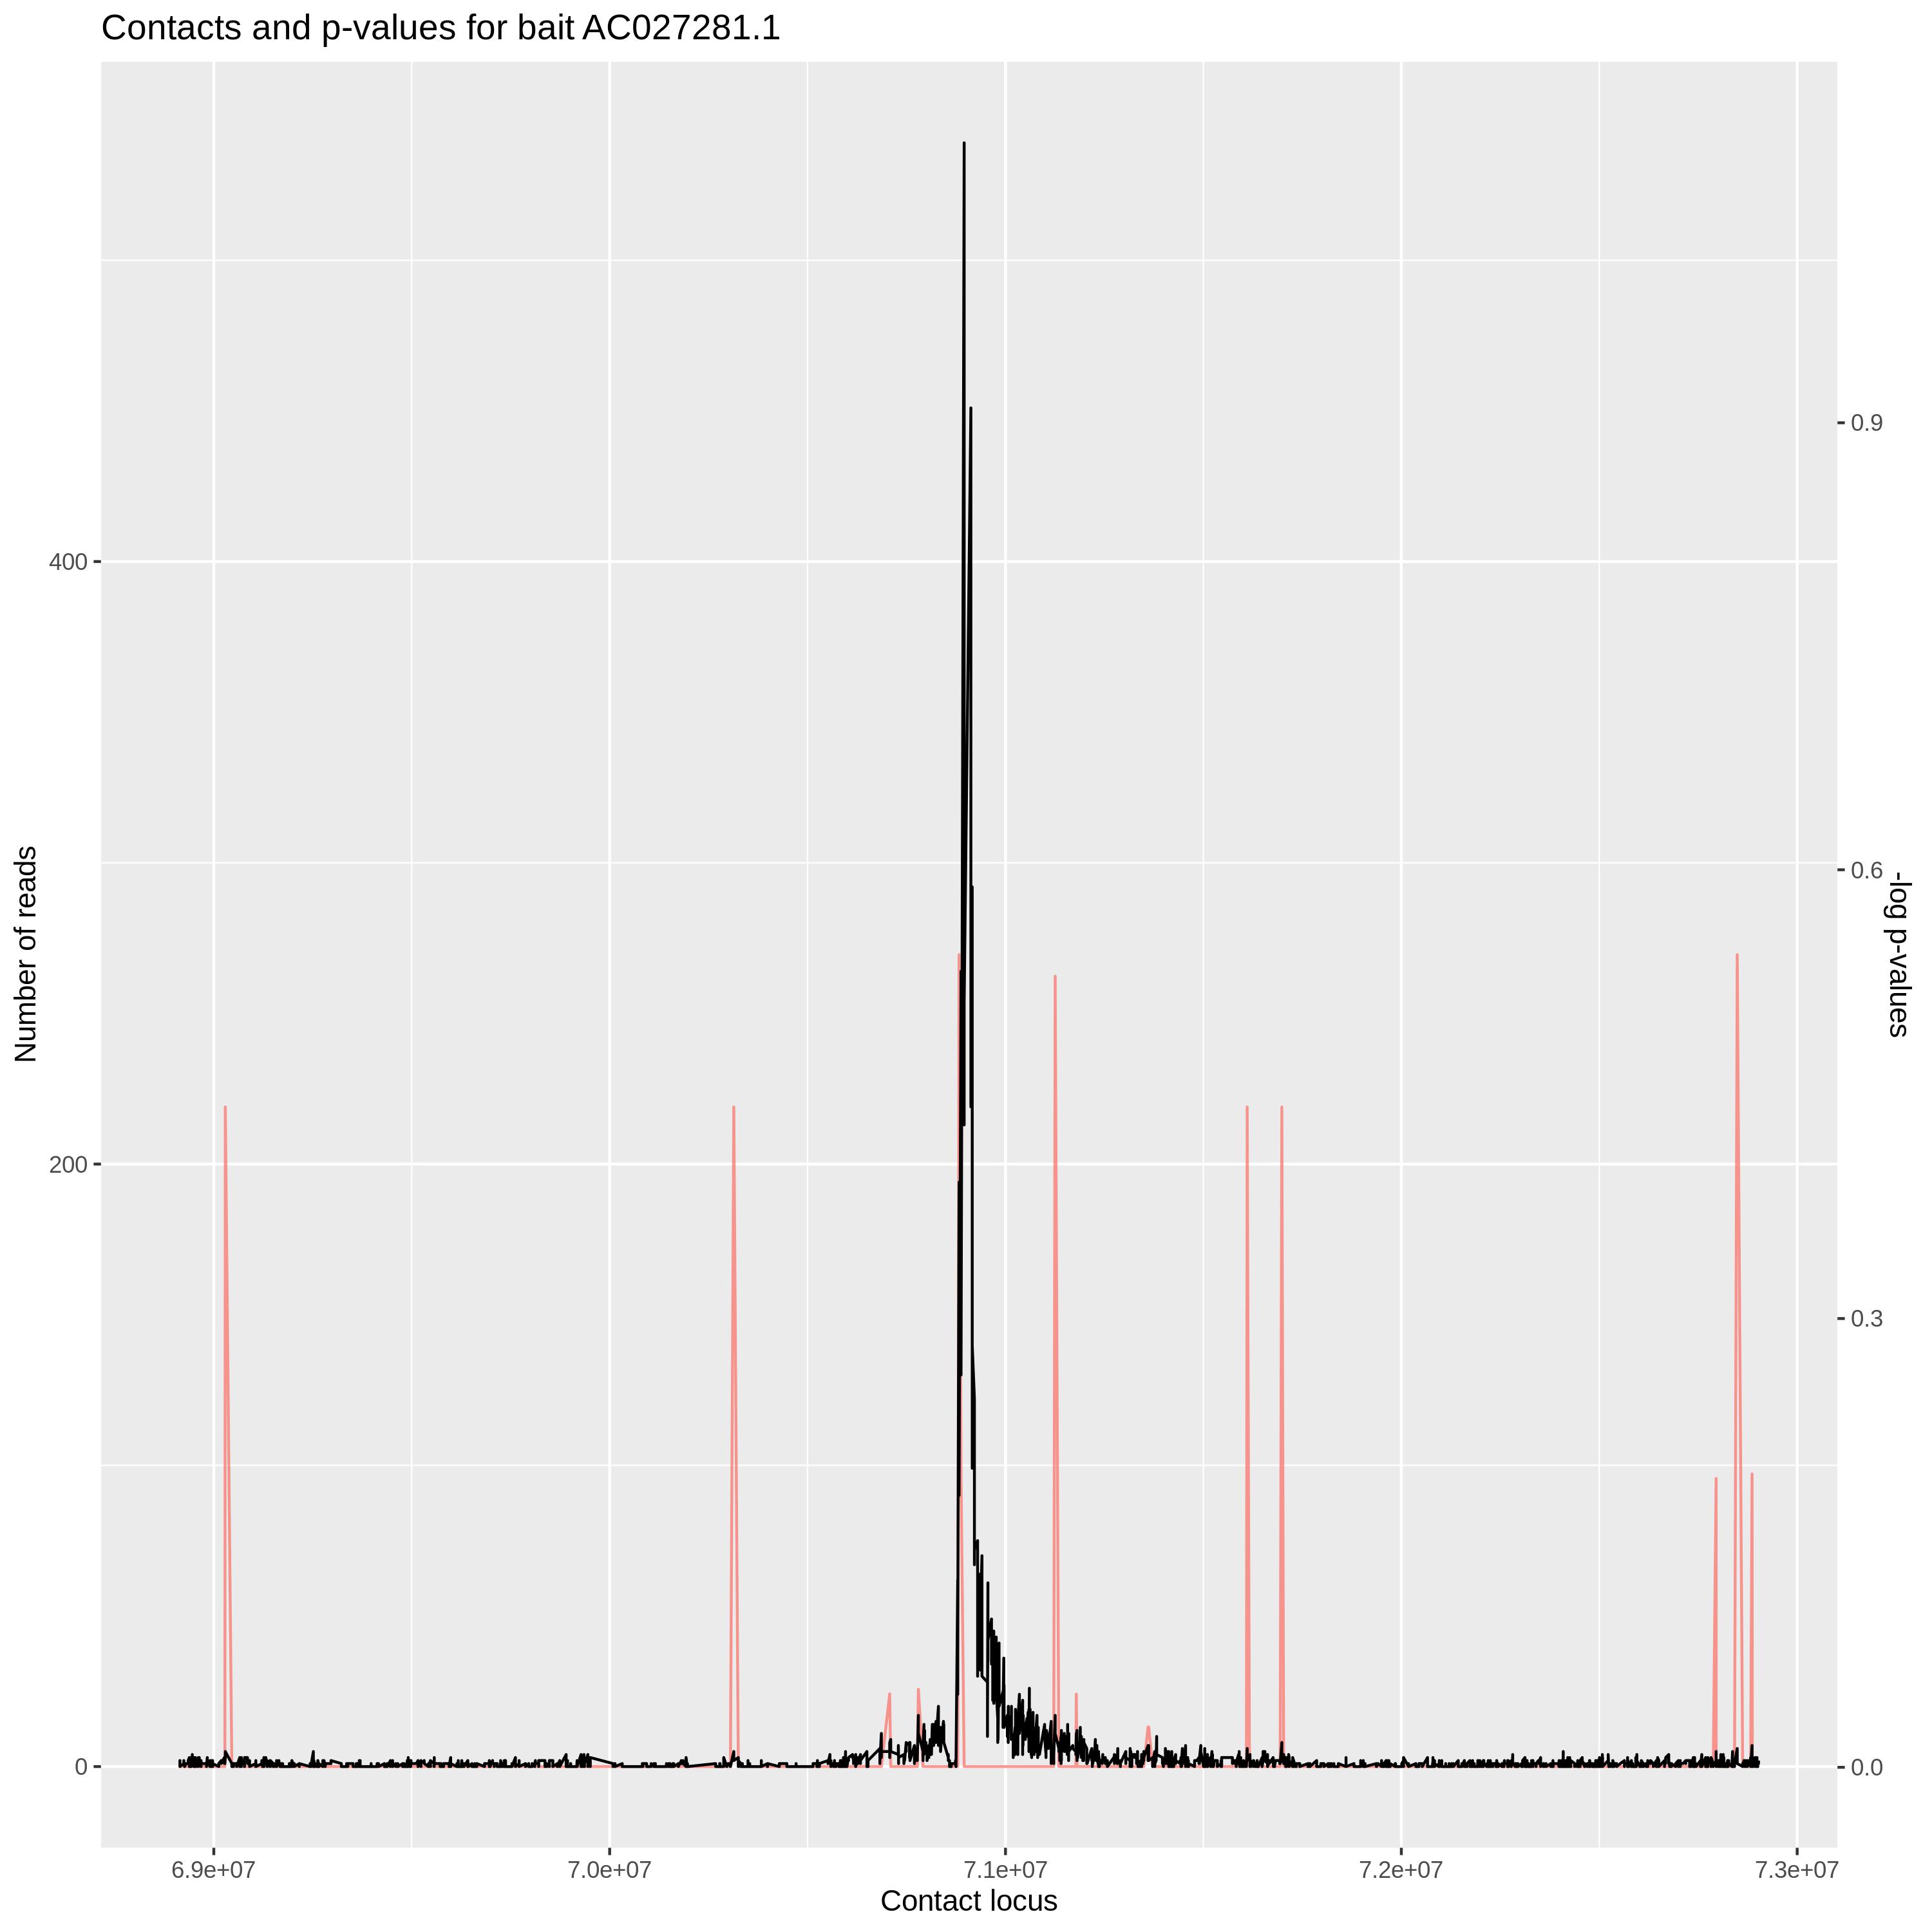 Contacts and p-values for bait AC027281.1
Number of reads
400
200
0
0.9
0.6
0.3
0.0
-log p-values
6.9e+07
7.0e+07
7.1e+07
7.2e+07
7.3e+07
Contact locus